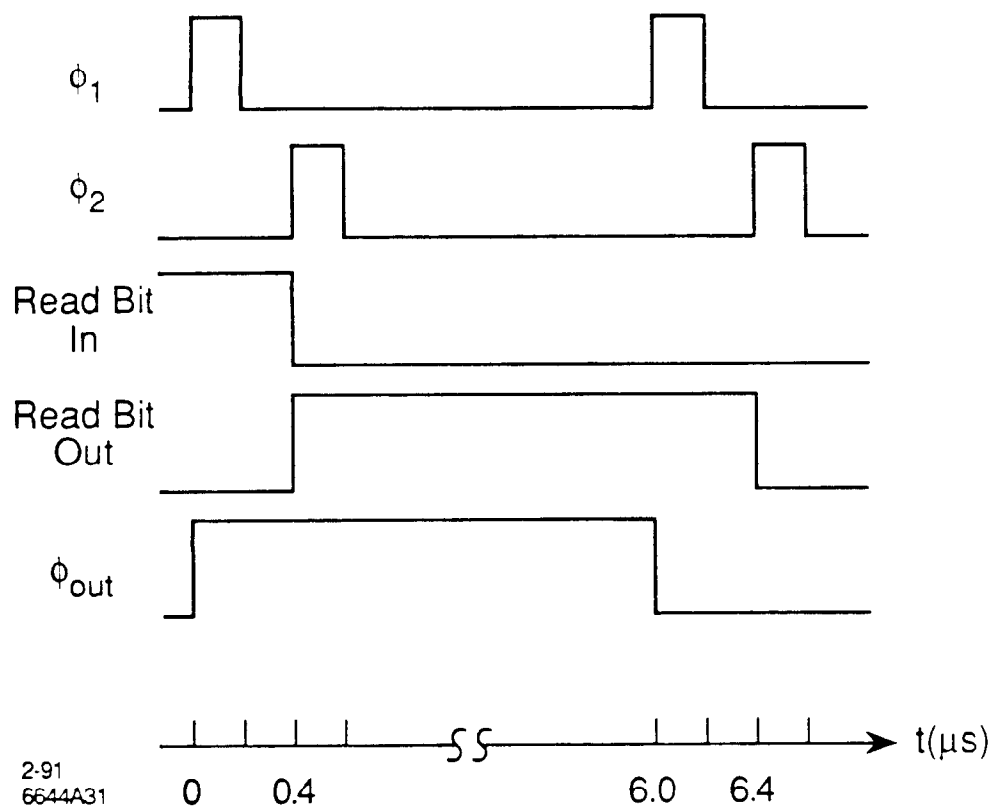 ϕ1
ϕ2
Read Bit
In
Read Bit
Out
ϕout
t(μs)
2-91
6644A31
0 0.4 6.0 6.4